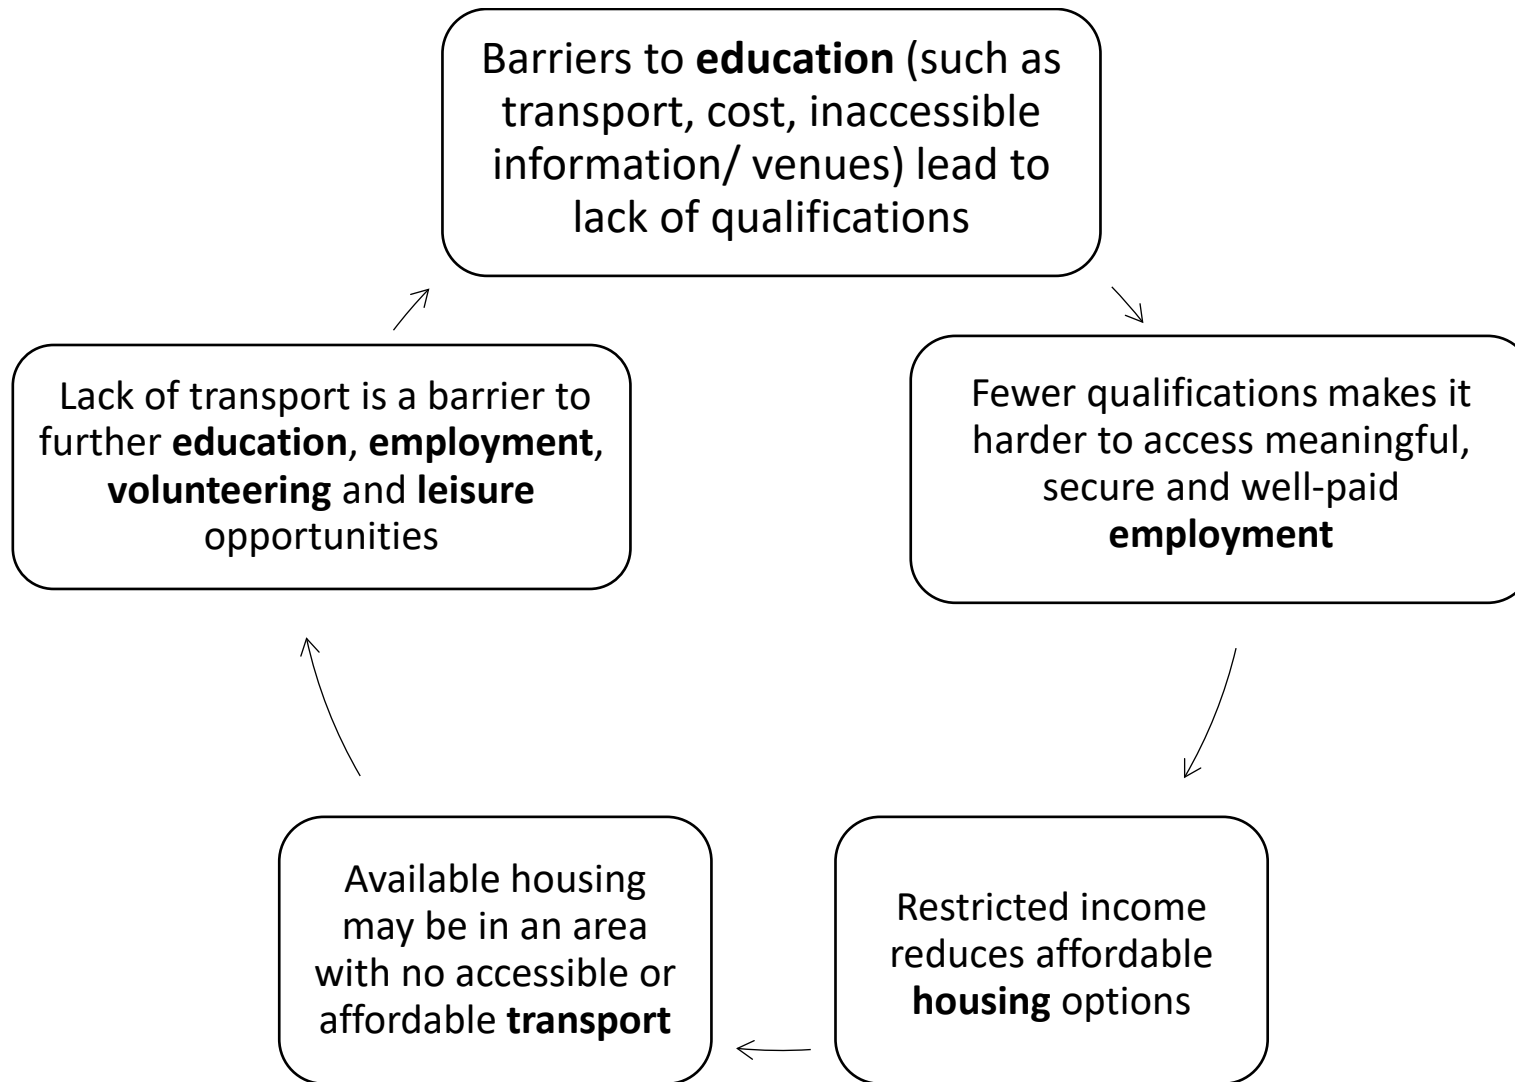 Barriers to education (such as
transport, cost, inaccessible
information/ venues) lead to
lack of qualifications
Fewer qualifications makes it
harder to access meaningful,
secure and well-paid
employment
Restricted income
reduces affordable
housing options
Available housing
may be in an area
with no accessible or
affordable transport
Lack of transport is a barrier to
further education, employment,
volunteering and leisure
opportunities